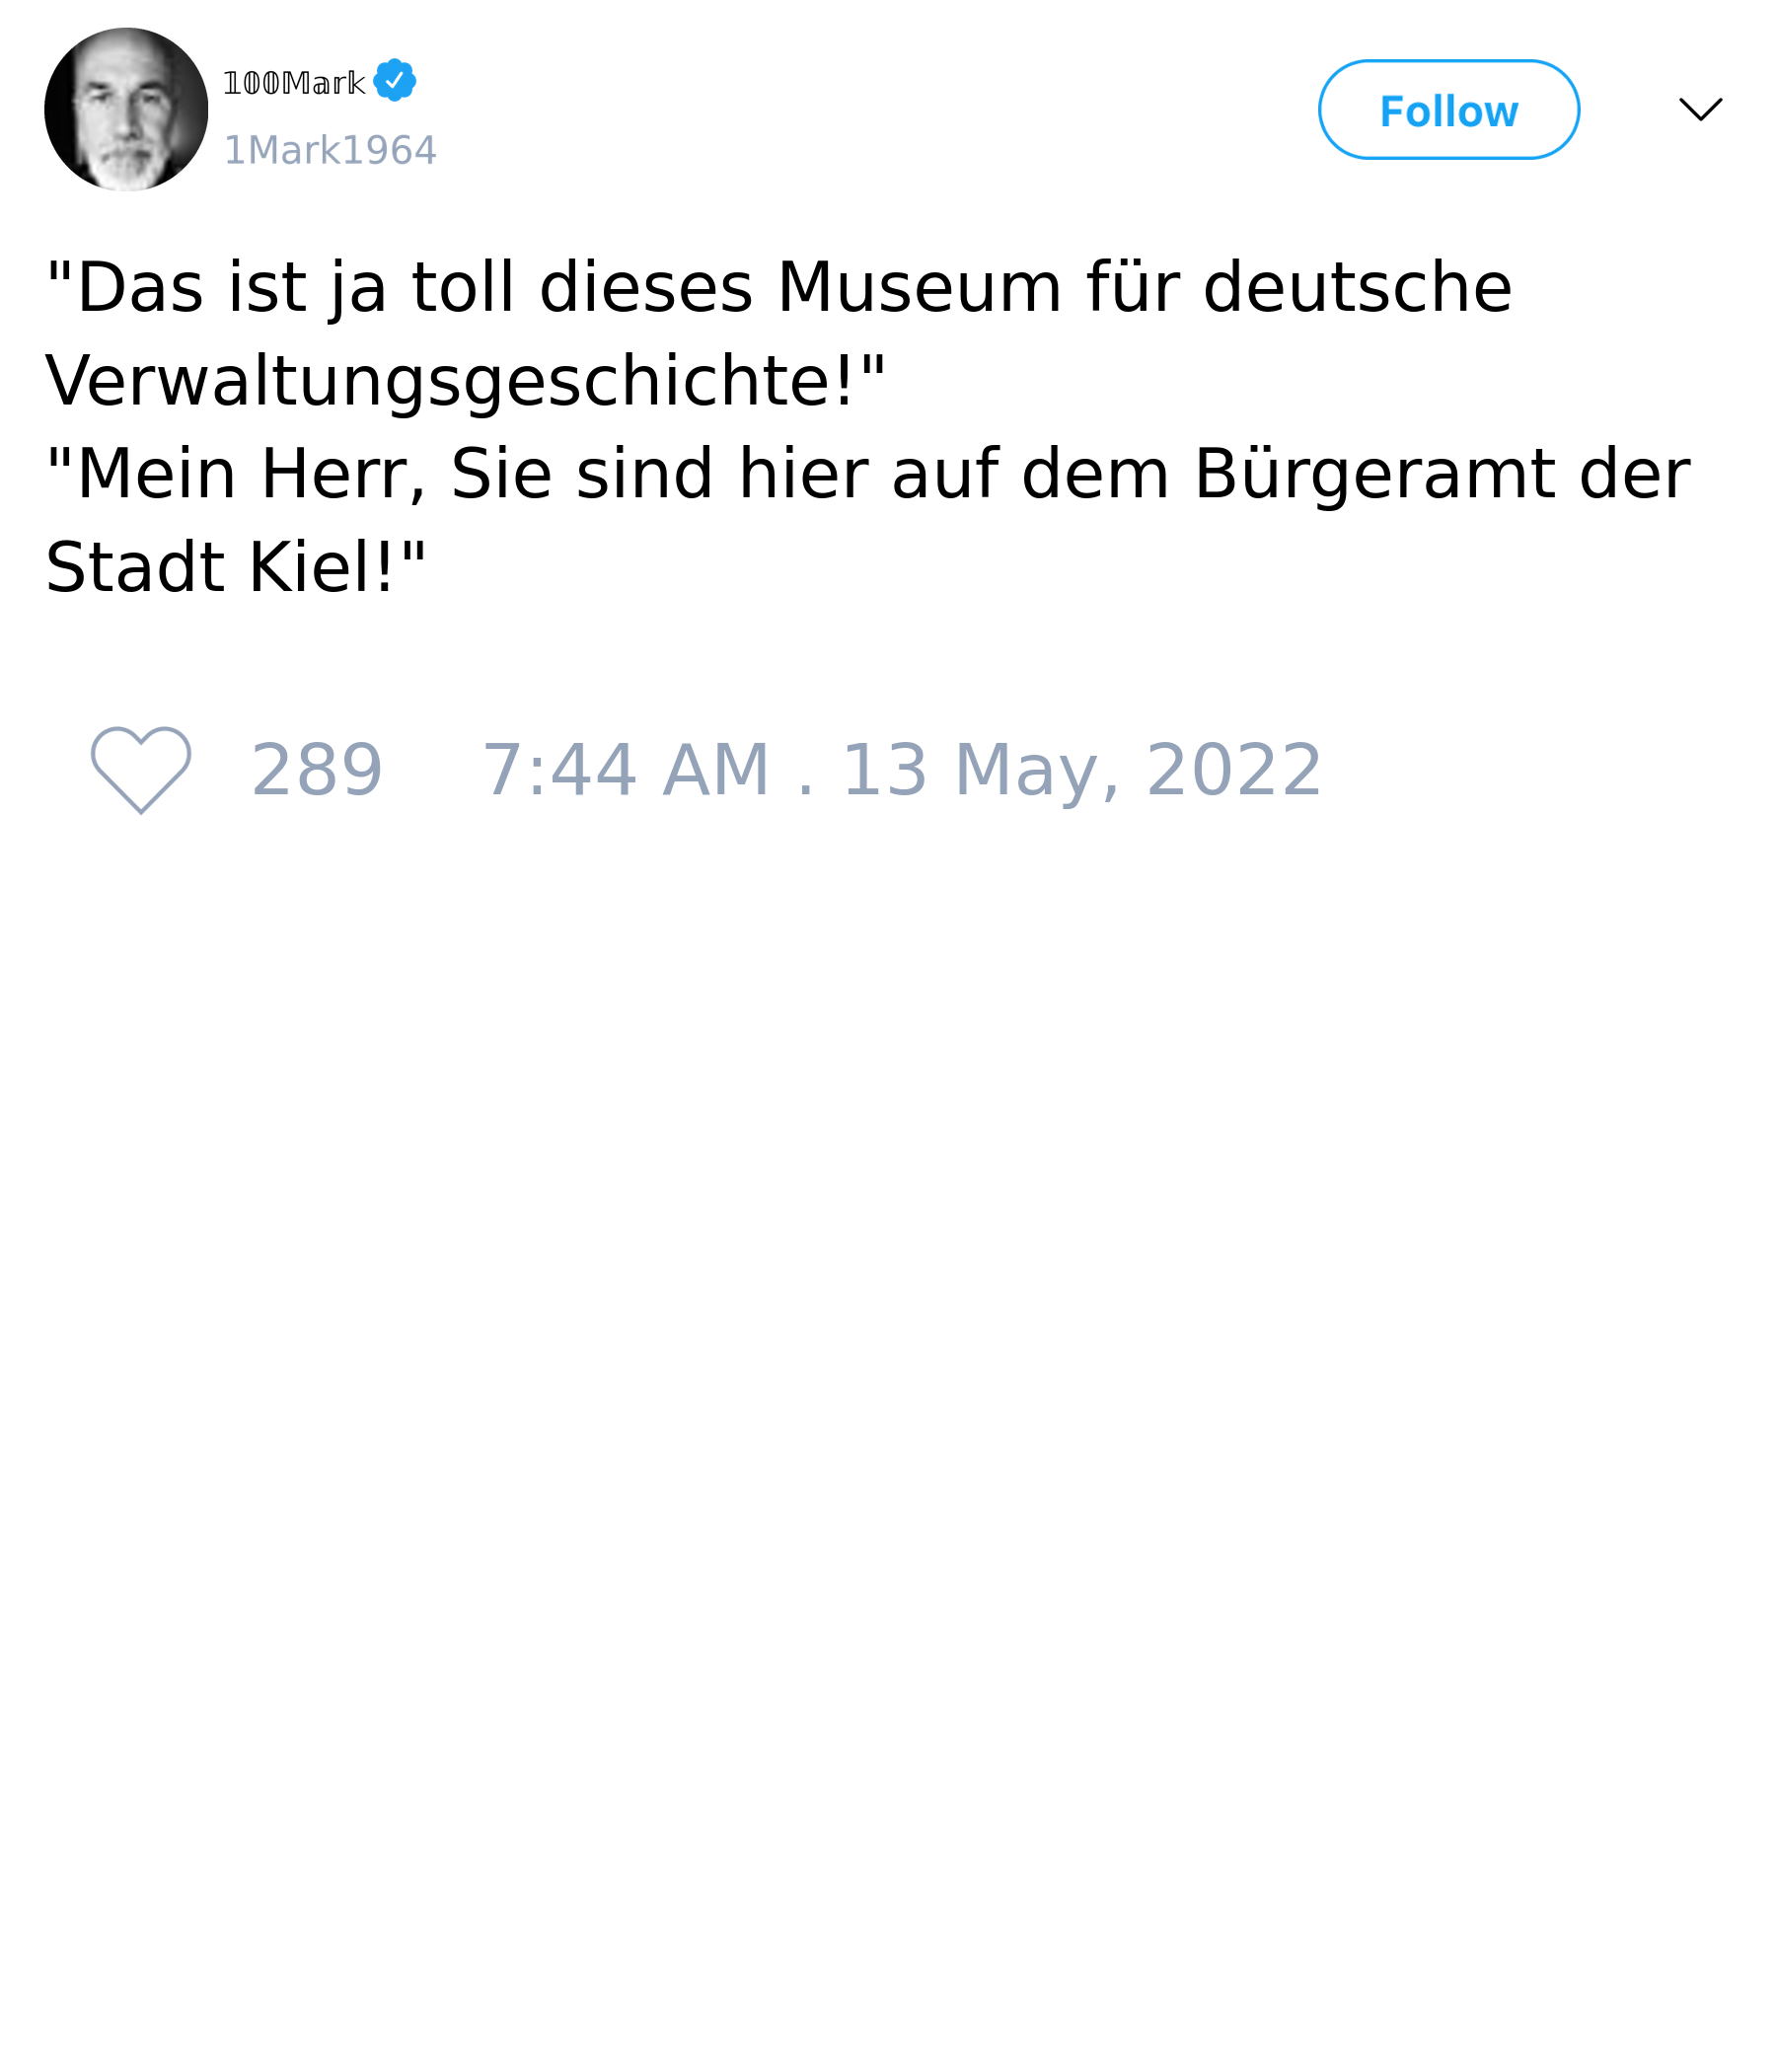 𝟙𝟘𝟘𝕄𝕒𝕣𝕜
1Mark1964
Follow
"Das ist ja toll dieses Museum für deutsche
Verwaltungsgeschichte!"
"Mein Herr, Sie sind hier auf dem Bürgeramt der
Stadt Kiel!"
289 7:44 AM . 13 May, 2022